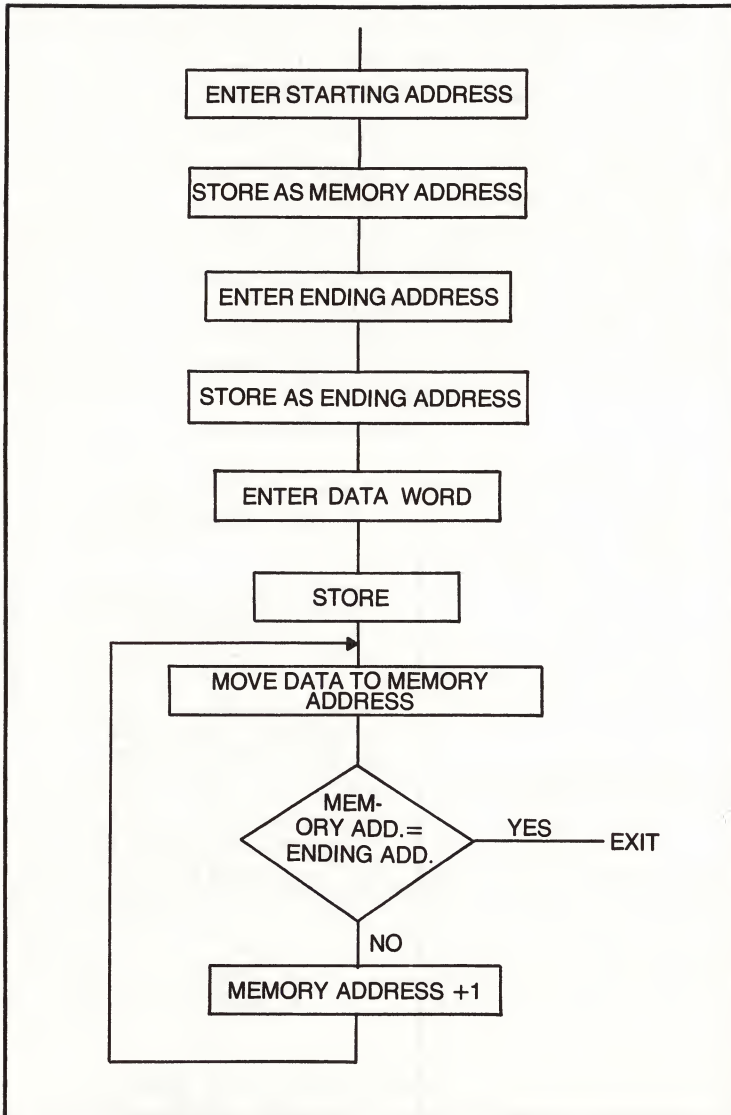 ENTER STARTING ADDRESS
STORE AS MEMORY ADDRESS
ENTER ENDING ADDRESS
STORE AS ENDING ADDRESS
ENTER DATA WORD
STORE
MOVE DATA TO MEMORY
ADDRESS
MEM-
ORY ADD.=
ENDING ADD.
YES
EXIT
NO
MEMORY ADDRESS +1